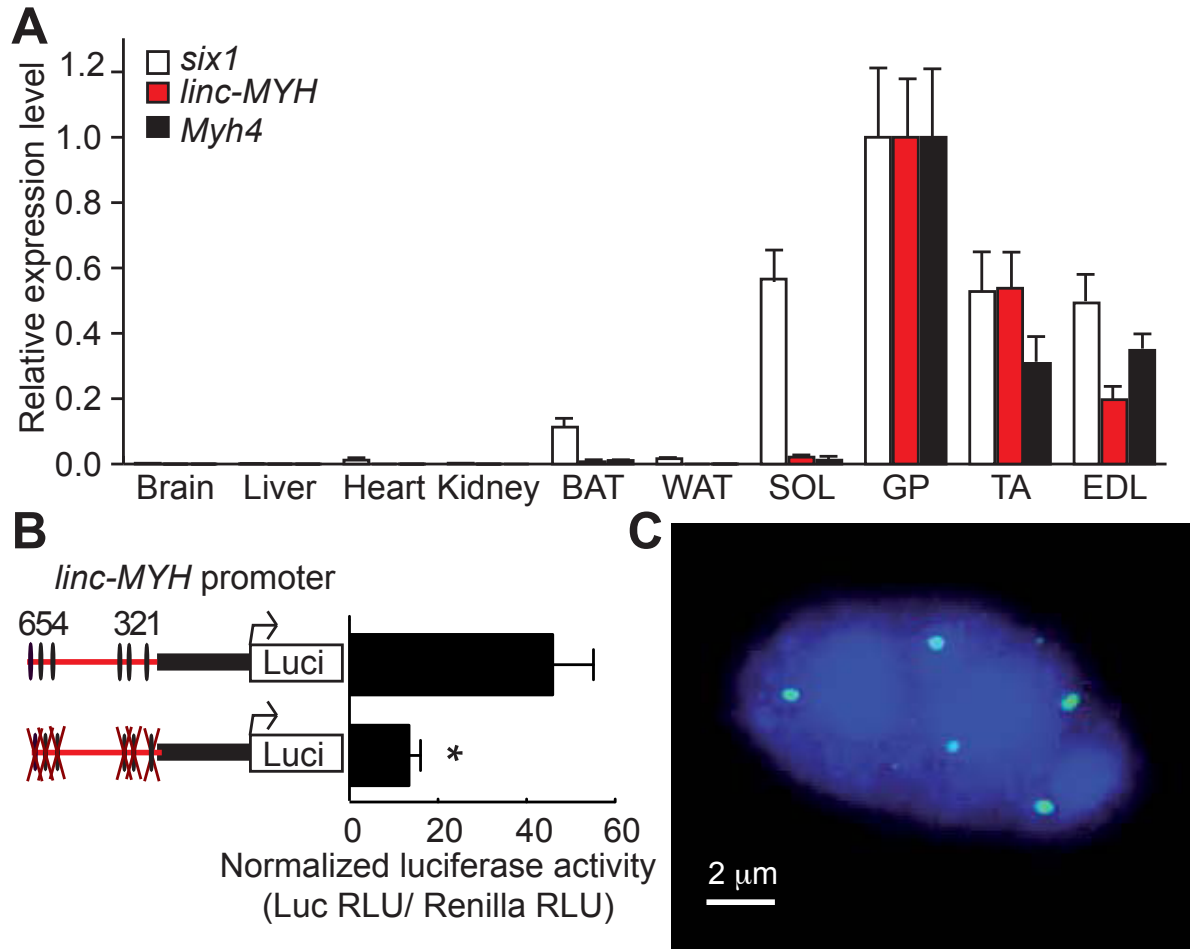 A
Relative expression level
1.2
1.0
0.8
0.6
0.4
0.2
0.0
six1
linc-MYH
Myh4
Brain Liver Heart Kidney BAT WAT SOL GP TA EDL
B
linc-MYH promoter
654 321
Luci
Luci
*
0 20 40 60
Normalized luciferase activity
(Luc RLU/ Renilla RLU)
C
2 μm